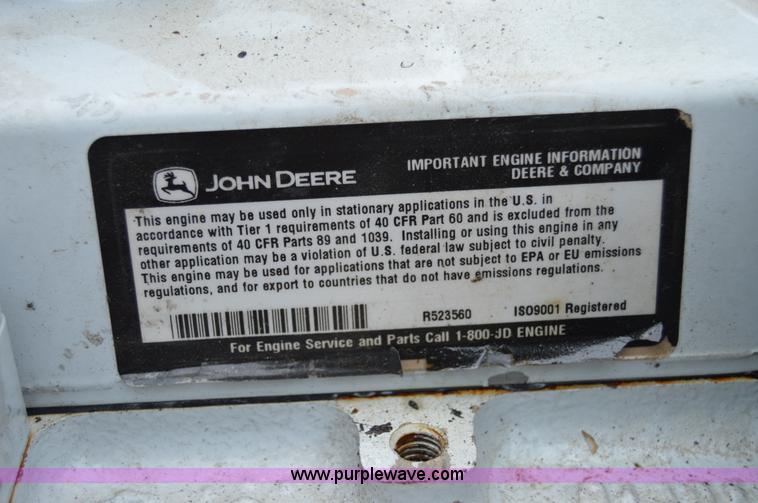 JOHN DEERE
IMPORTANT ENGINE INFORMATION
DEERE & COMPANY
This engine may be used only in stationary applications in the U.S. in
accordance with Tier 1 requirements of 40 CFR Part 60 and is excluded from the
requirements of 40 CFR Parts 89 and 1039. Installing or using this engine in any
other application may be a violation of U.S. federal law subject to civil penalty.
This engine may be used for applications that are not subject to EPA or EU emissions
regulations, and for export to countries that do not have emissions regulations.
R523560 ISO9001 Registered
For Engine Service and Parts Call 1-800-JD ENGINE
www.purplewave.com